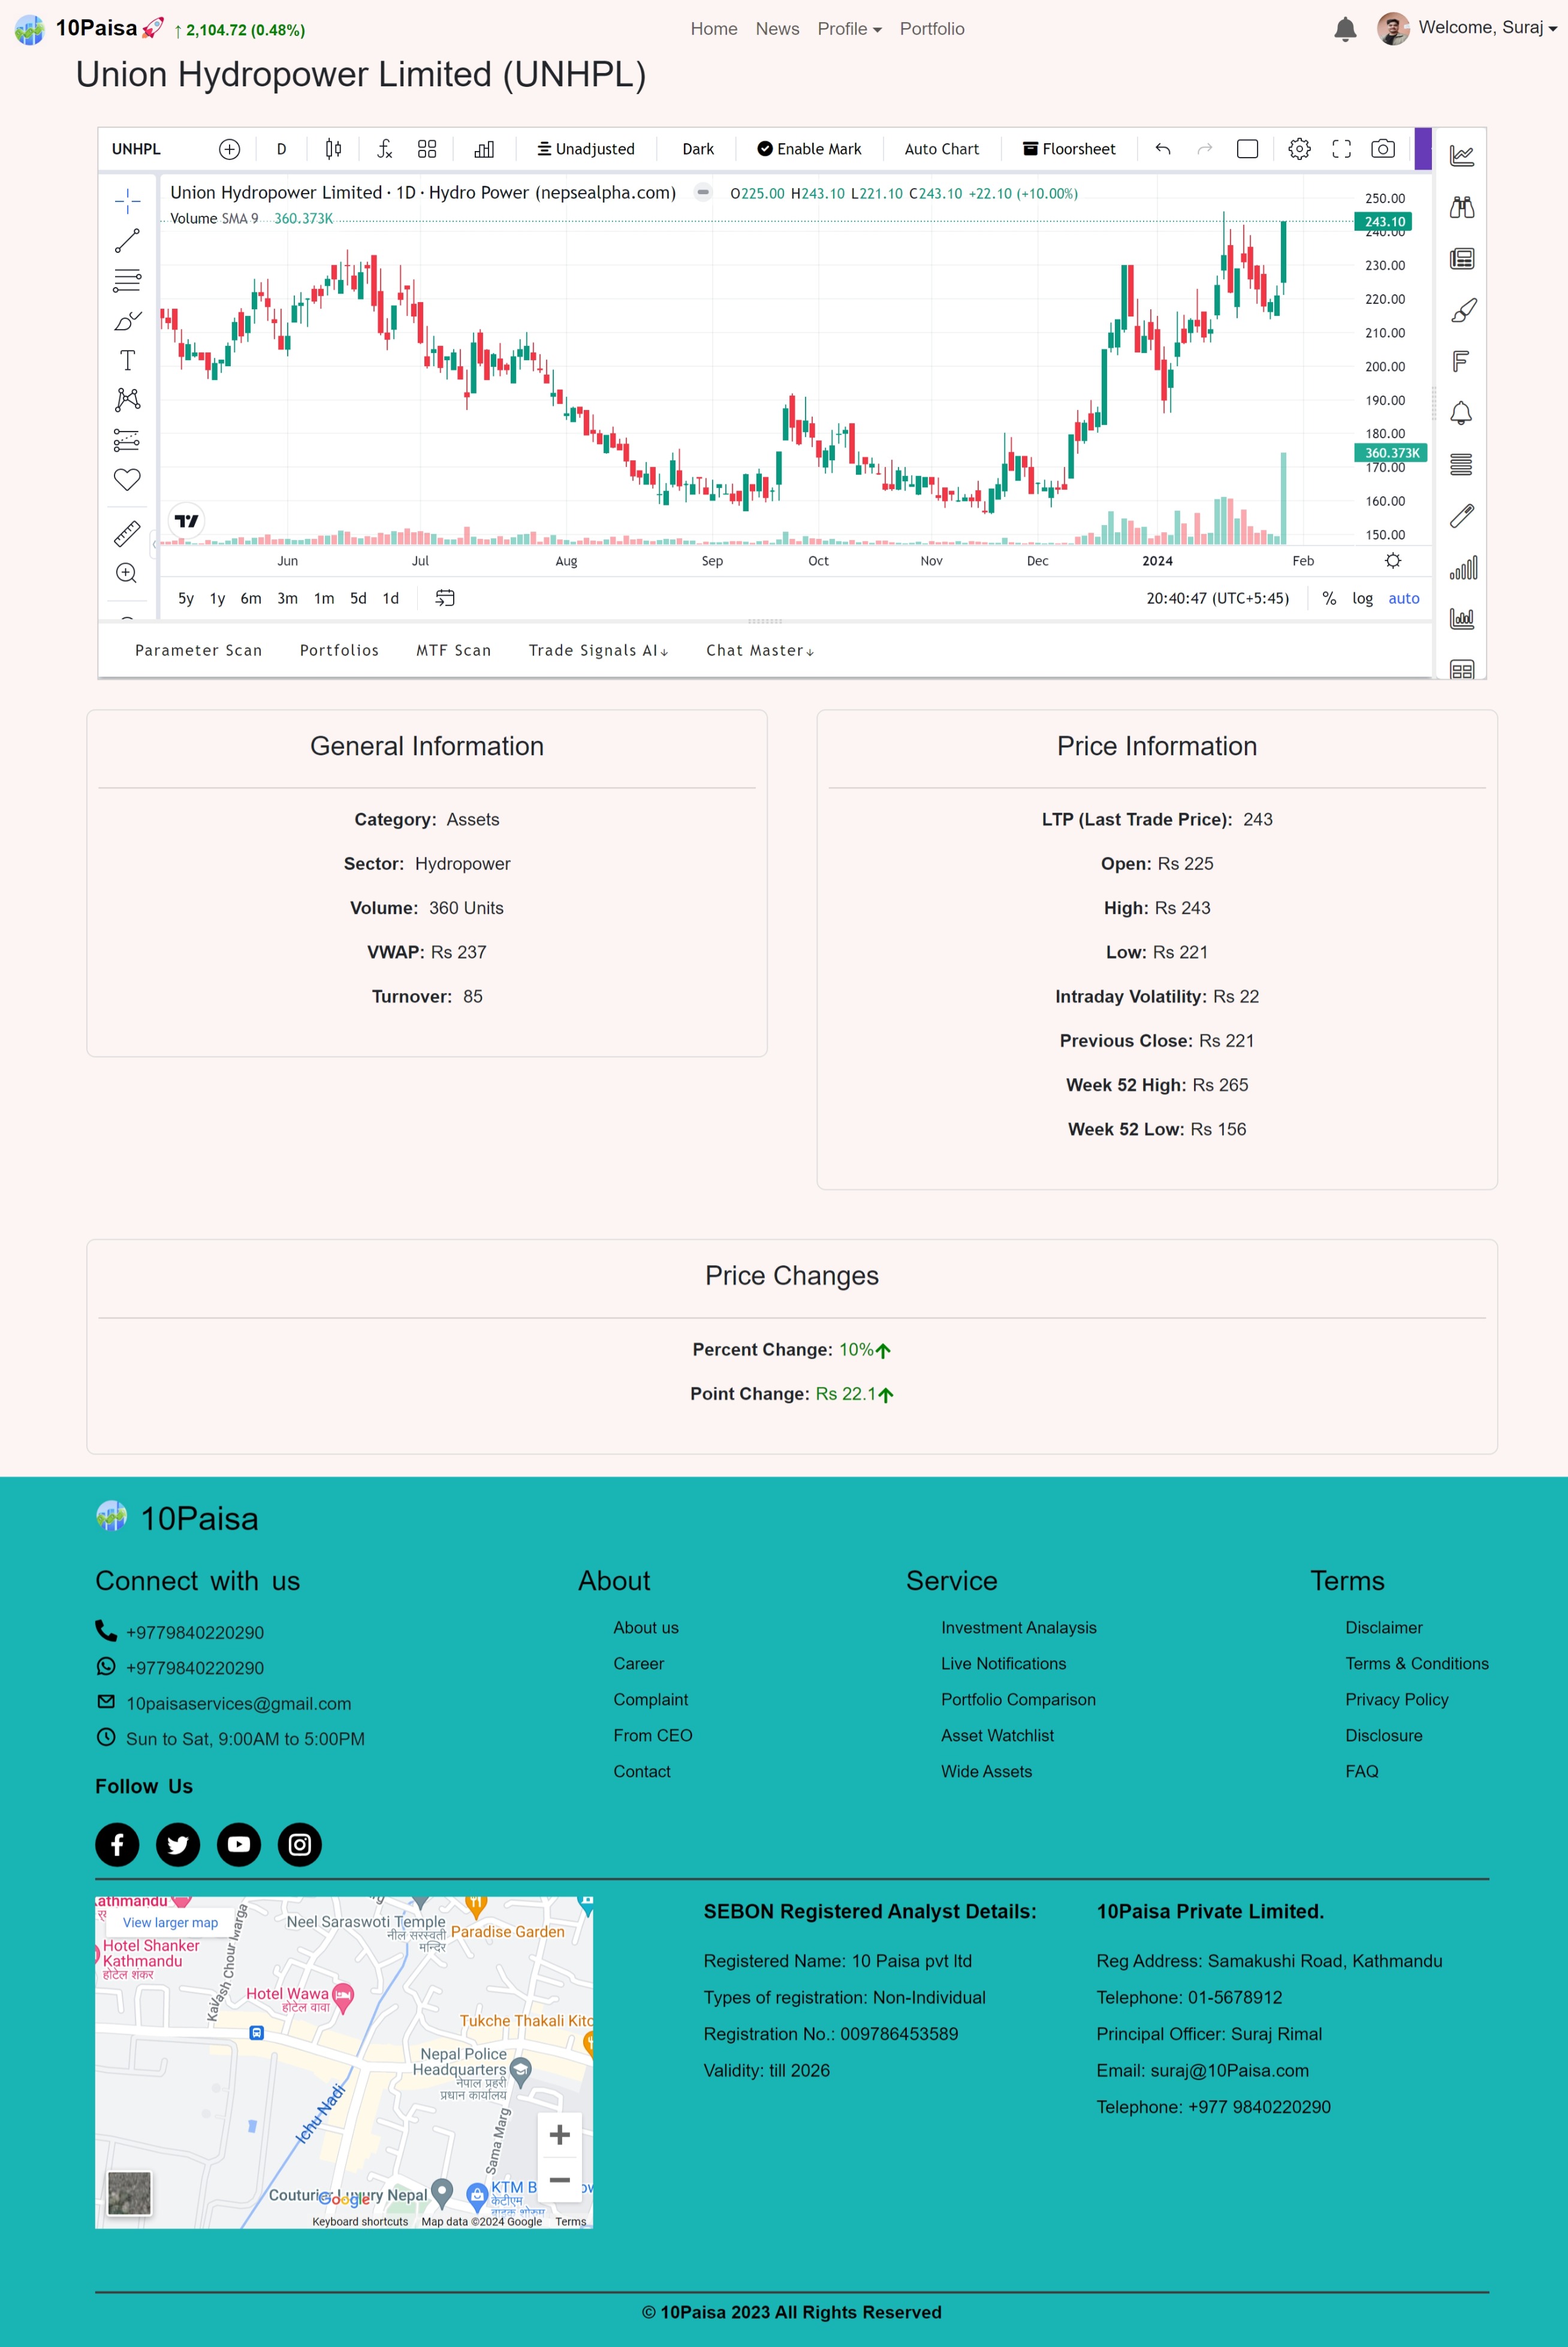 10Paisa🚀 ↑ 2,104.72 (0.48%) Home News Profile Portfolio Welcome, Suraj
Union Hydropower Limited (UNHPL)
UNHPL D Unadjusted Dark Enable Mark Auto Chart Floorsheet
Union Hydropower Limited · 1D · Hydro Power (nepsealpha.com) O225.00 H243.10 L221.10 C243.10 +22.10 (+10.00%)
Volume SMA 9 360.373K
250.00
243.10
240.00
230.00
220.00
210.00
200.00
190.00
180.00
360.373K
170.00
160.00
150.00
Jun Jul Aug Sep Oct Nov Dec 2024 Feb
5y 1y 6m 3m 1m 5d 1d 20:40:47 (UTC+5:45) % log auto
Parameter Scan Portfolios MTF Scan Trade Signals AI↓ Chat Master↓
General Information
Category: Assets
Sector: Hydropower
Volume: 360 Units
VWAP: Rs 237
Turnover: 85
Price Information
LTP (Last Trade Price): 243
Open: Rs 225
High: Rs 243
Low: Rs 221
Intraday Volatility: Rs 22
Previous Close: Rs 221
Week 52 High: Rs 265
Week 52 Low: Rs 156
Price Changes
Percent Change: 10%↑
Point Change: Rs 22.1↑
10Paisa
Connect with us
+9779840220290
+9779840220290
10paisaservices@gmail.com
Sun to Sat, 9:00AM to 5:00PM
Follow Us
About
About us
Career
Complaint
From CEO
Contact
Service
Investment Analaysis
Live Notifications
Portfolio Comparison
Asset Watchlist
Wide Assets
Terms
Disclaimer
Terms & Conditions
Privacy Policy
Disclosure
FAQ
View larger map
Hotel Shanker
Kathmandu
होटेल शंकर
Neel Saraswoti Temple
नील सरस्वती
मन्दिर
Paradise Garden
Hotel Wawa
होटेल वावा
Tukche Thakali
Nepal Police
Headquarters
नेपाल प्रहरी
प्रधान कार्यालय
Ichu Nadi
Sama Marg
Nepal
KTM
केटीएम
Google
Keyboard shortcuts Map data ©2024 Google Terms
SEBON Registered Analyst Details:
Registered Name: 10 Paisa pvt ltd
Types of registration: Non-Individual
Registration No.: 009786453589
Validity: till 2026
10Paisa Private Limited.
Reg Address: Samakushi Road, Kathmandu
Telephone: 01-5678912
Principal Officer: Suraj Rimal
Email: suraj@10Paisa.com
Telephone: +977 9840220290
© 10Paisa 2023 All Rights Reserved